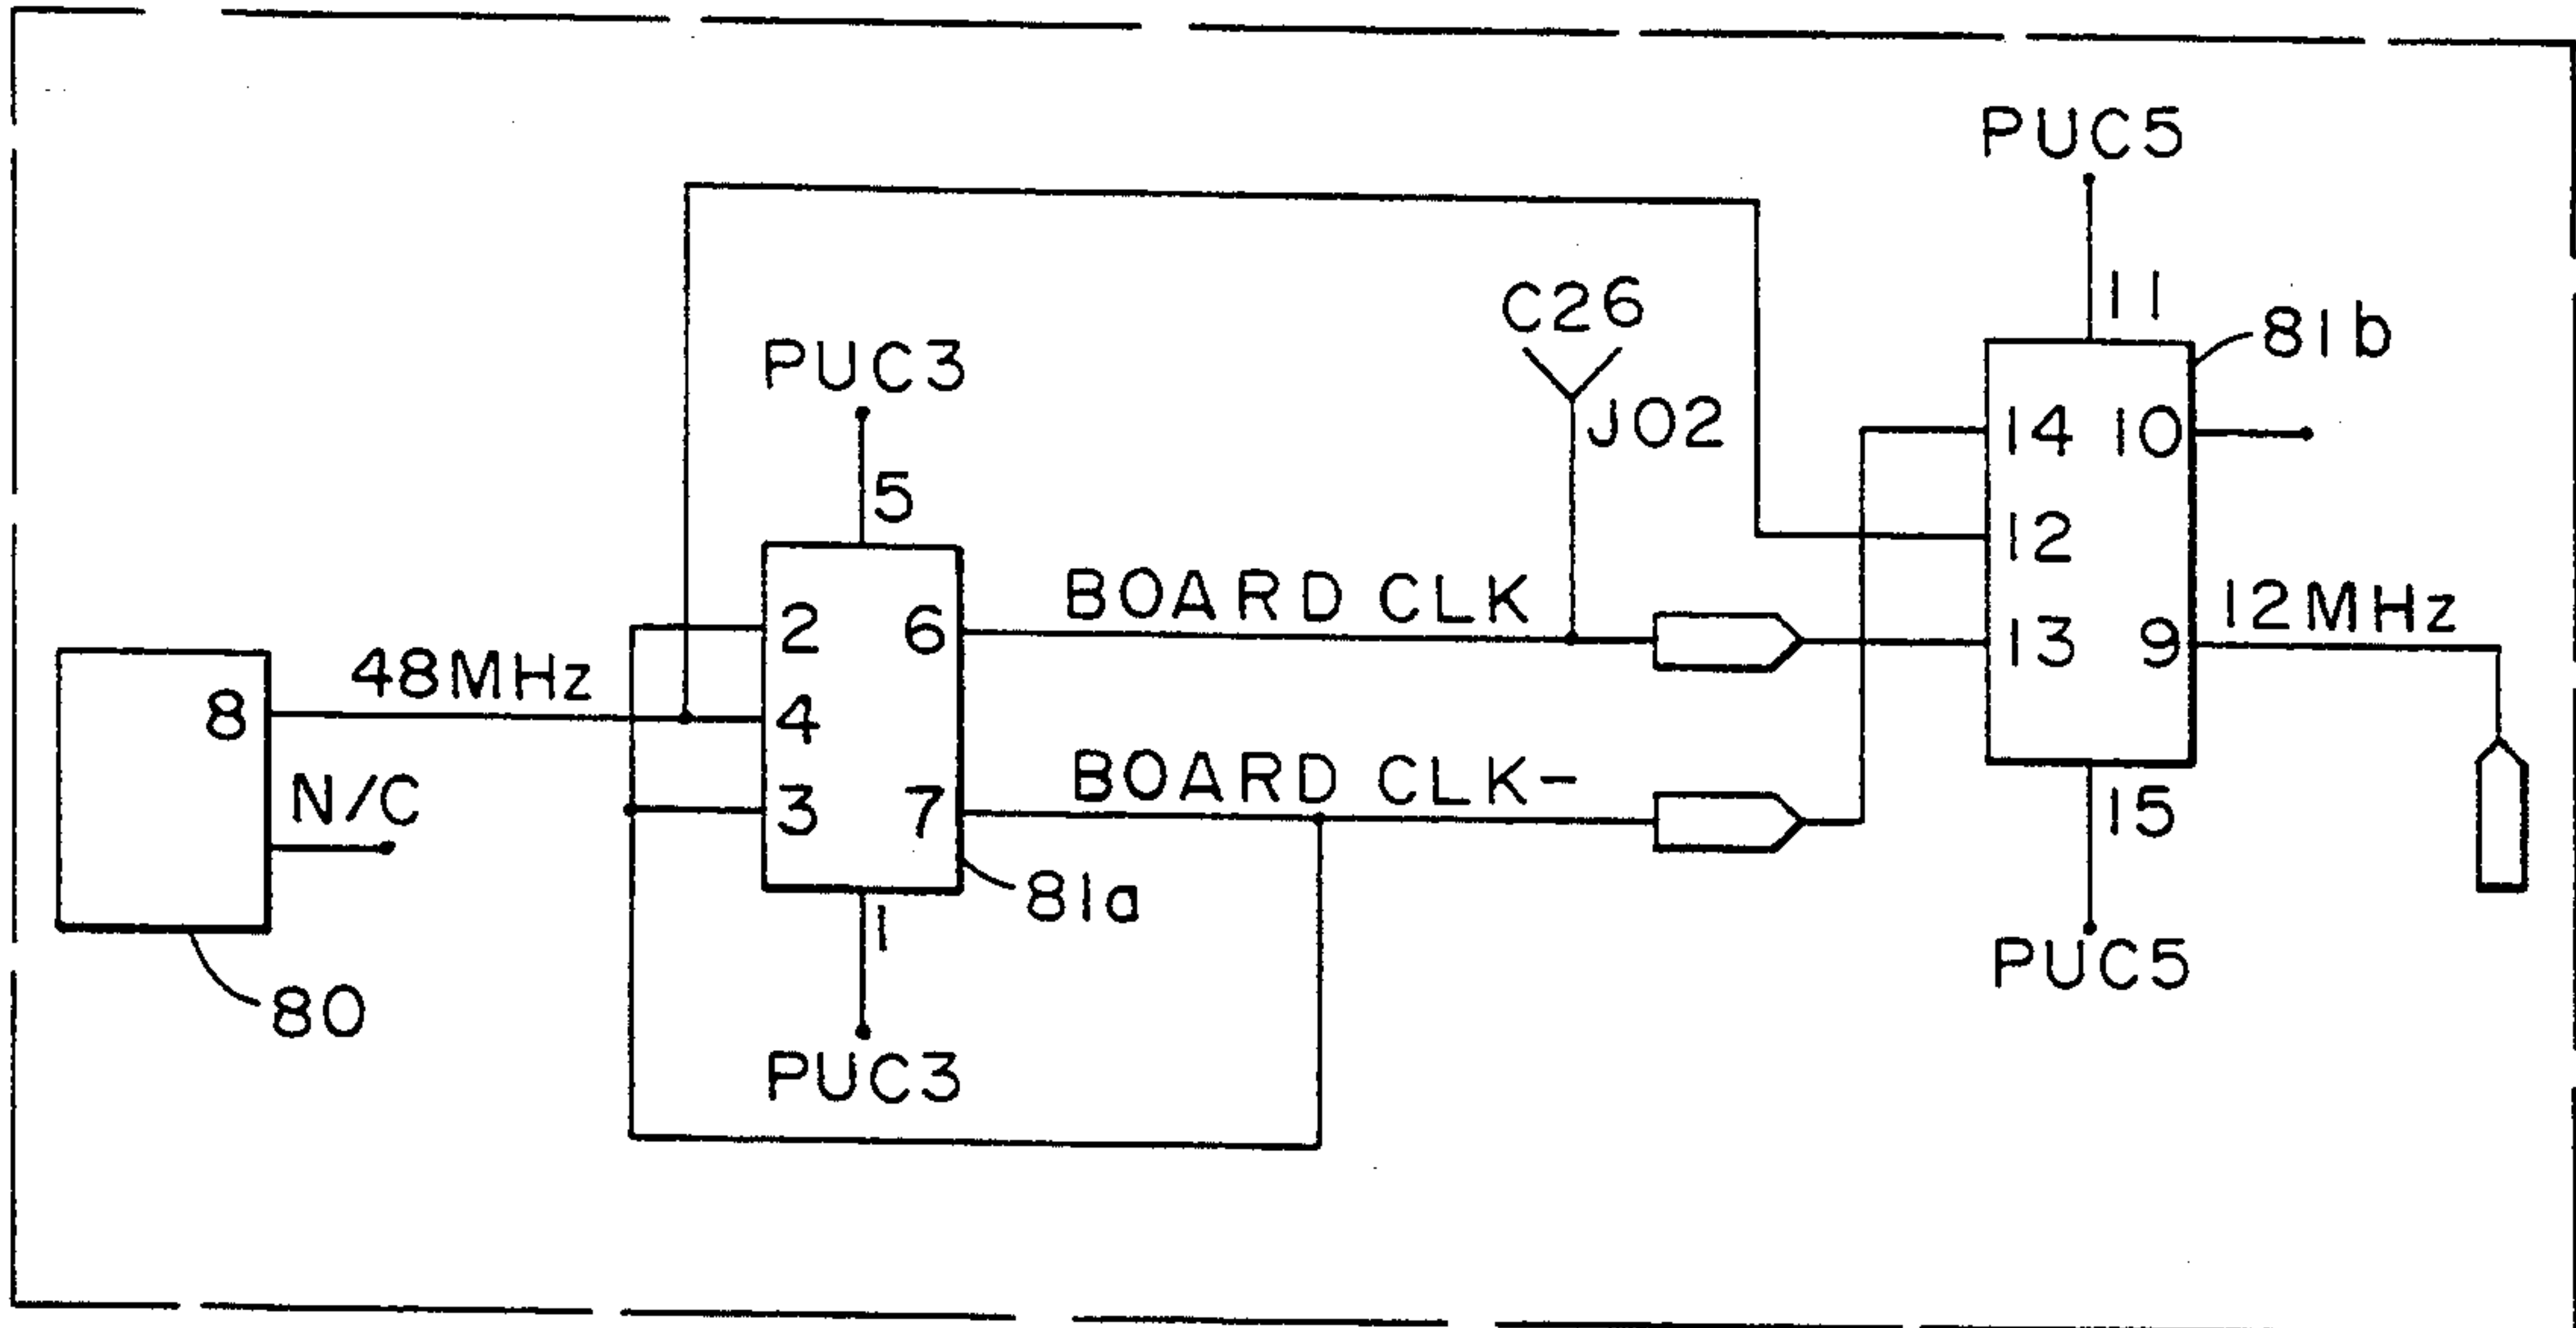 PUC5
11
C26
81b
PUC3
JO2
14 10
5
12
BOARD CLK
12MHz
2 6
13 9
48MHz
8
4
BOARD CLK-
N/C
3 7
15
81a
1
PUC5
80
PUC3